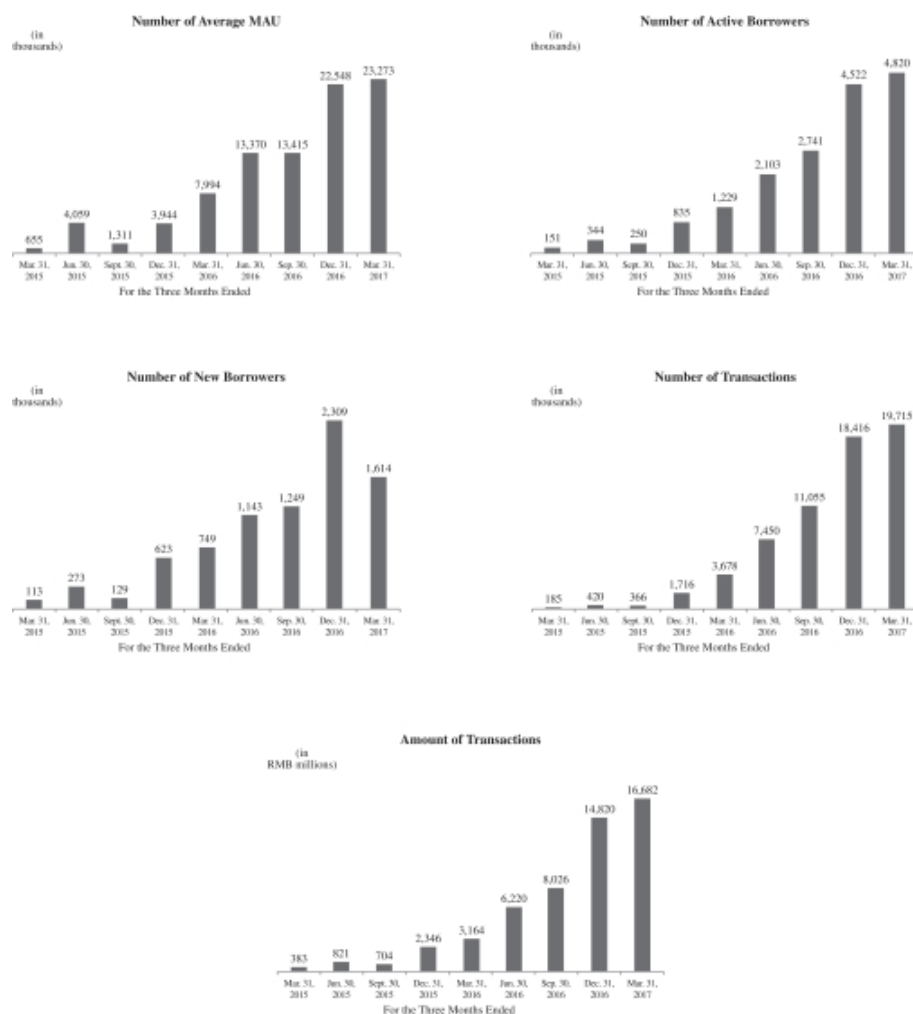 Number of Average MAU
(in
thousands)
655
4,059
1,311
3,944
7,994
13,370
13,415
22,548
23,273
Mar. 31, Jun. 30, Sept. 30, Dec. 31, Mar. 31, Jun. 30, Sep. 30, Dec. 31, Mar. 31,
2015 2015 2015 2015 2016 2016 2016 2016 2017
For the Three Months Ended
Number of Active Borrowers
(in
thousands)
151
344
250
835
1,229
2,103
2,741
4,522
4,820
Mar. 31, Jun. 30, Sept. 30, Dec. 31, Mar. 31, Jun. 30, Sep. 30, Dec. 31, Mar. 31,
2015 2015 2015 2015 2016 2016 2016 2016 2017
For the Three Months Ended
Number of New Borrowers
(in
thousands)
113
273
129
623
749
1,143
1,249
2,309
1,614
Mar. 31, Jun. 30, Sept. 30, Dec. 31, Mar. 31, Jun. 30, Sep. 30, Dec. 31, Mar. 31,
2015 2015 2015 2015 2016 2016 2016 2016 2017
For the Three Months Ended
Number of Transactions
(in
thousands)
185
420
366
1,716
3,678
7,450
11,055
18,416
19,715
Mar. 31, Jun. 30, Sept. 30, Dec. 31, Mar. 31, Jun. 30, Sep. 30, Dec. 31, Mar. 31,
2015 2015 2015 2015 2016 2016 2016 2016 2017
For the Three Months Ended
Amount of Transactions
(in
RMB millions)
383
821
704
2,346
3,164
6,220
8,026
14,820
16,682
Mar. 31, Jun. 30, Sept. 30, Dec. 31, Mar. 31, Jun. 30, Sep. 30, Dec. 31, Mar. 31,
2015 2015 2015 2015 2016 2016 2016 2016 2017
For the Three Months Ended